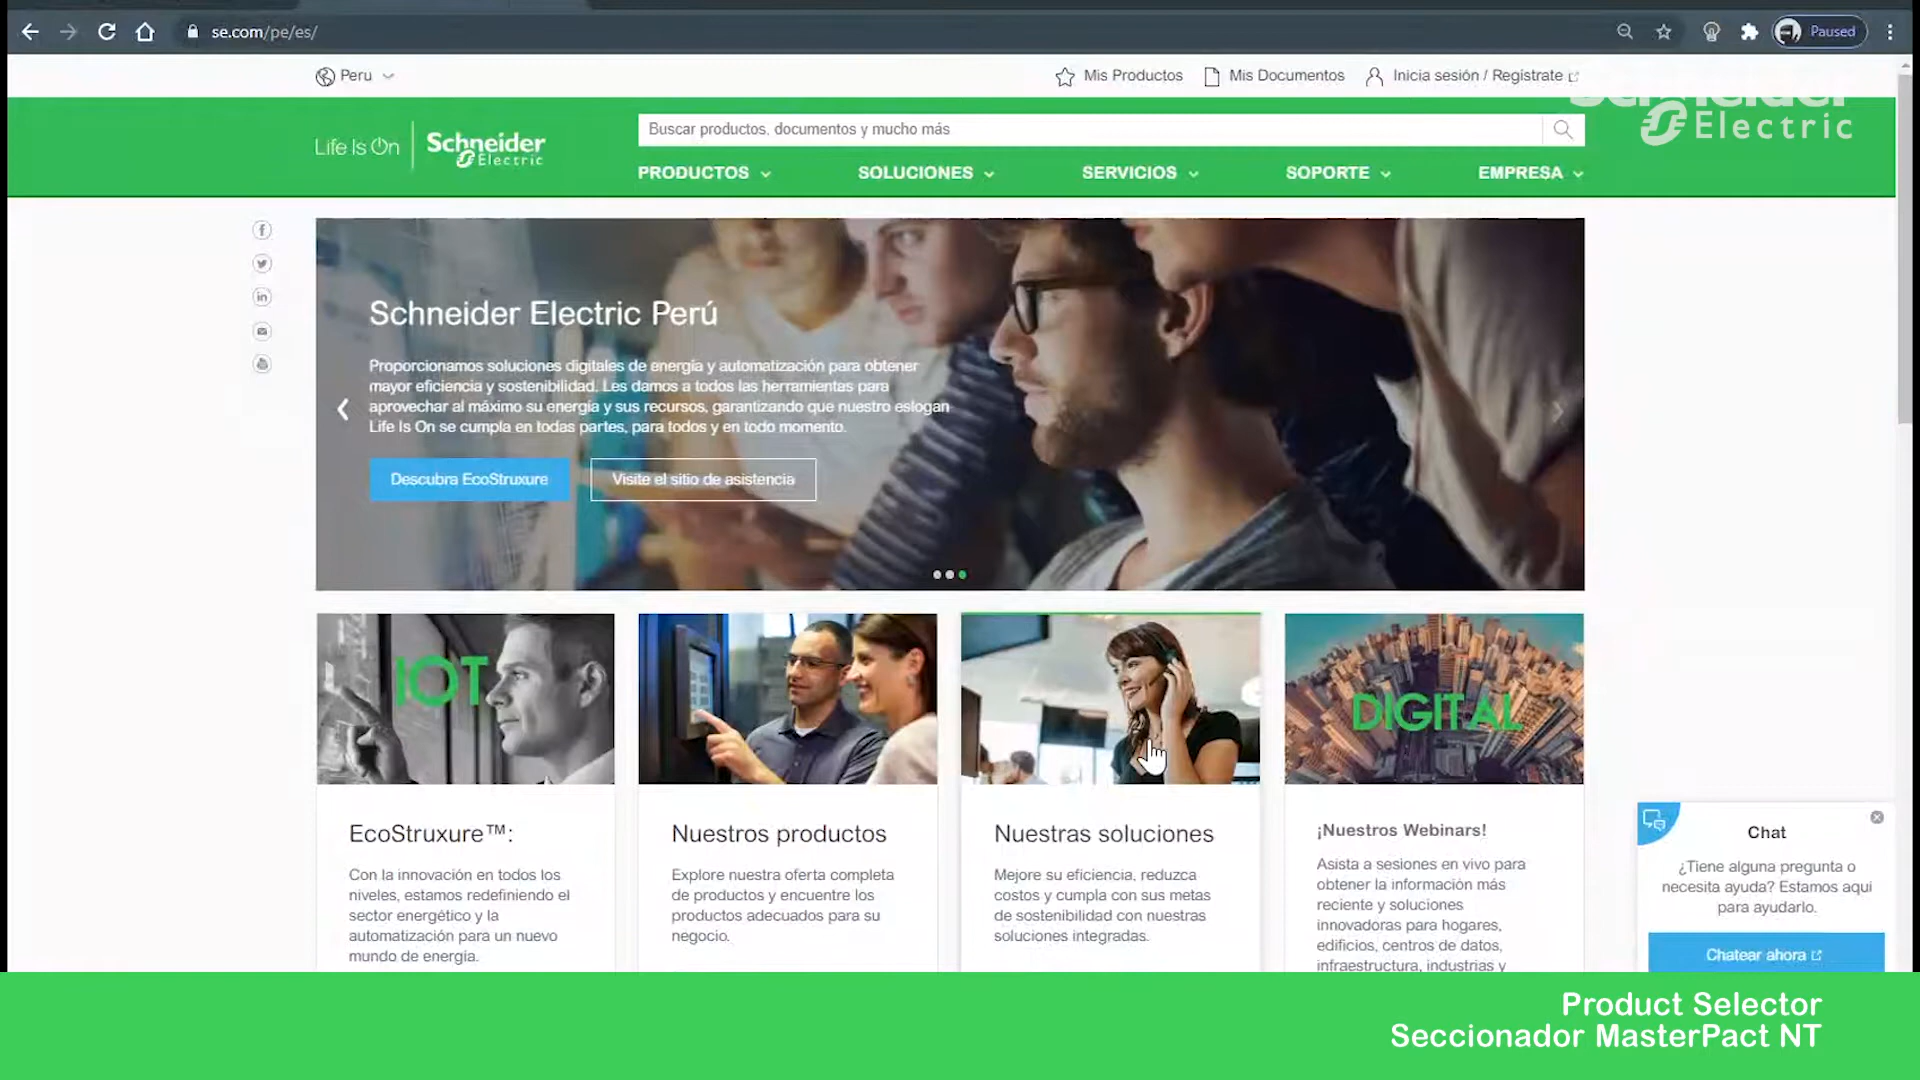 se.com/pe/es/
Paused
Peru
Mis Productos
Mis Documentos
Inicia sesión / Registrate
Schneider
Electric
Life Is On
Schneider
Electric
Buscar productos, documentos y mucho más
PRODUCTOS
SOLUCIONES
SERVICIOS
SOPORTE
EMPRESA
Schneider Electric Perú
Proporcionamos soluciones digitales de energía y automatización para obtener
mayor eficiencia y sostenibilidad. Les damos a todos las herramientas para
aprovechar al máximo su energía y sus recursos, garantizando que nuestro eslogan
Life Is On se cumpla en todas partes, para todos y en todo momento.
Descubra EcoStruxure
Visite el sitio de asistencia
IOT
DIGITAL
EcoStruxure™:
Con la innovación en todos los
niveles, estamos redefiniendo el
sector energético y la
automatización para un nuevo
mundo de energía.
Nuestros productos
Explore nuestra oferta completa
de productos y encuentre los
productos adecuados para su
negocio.
Nuestras soluciones
Mejore su eficiencia, reduzca
costos y cumpla con sus metas
de sostenibilidad con nuestras
soluciones integradas.
¡Nuestros Webinars!
Asista a sesiones en vivo para
obtener la información más
reciente y soluciones
innovadoras para hogares,
edificios, centros de datos,
infraestructura, industrias y
Chat
¿Tiene alguna pregunta o
necesita ayuda? Estamos aquí
para ayudarlo.
Chatear ahora
Product Selector
Seccionador MasterPact NT